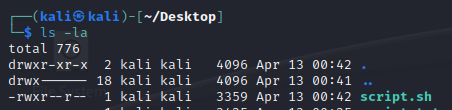 ┌──(kali㉿kali)-[~/Desktop]
└─$ ls -la
total 776
drwxr-xr-x  2 kali kali   4096 Apr 13 00:42 .
drwx------ 18 kali kali   4096 Apr 13 00:41 ..
-rwxr--r--  1 kali kali   3359 Apr 13 00:42 script.sh